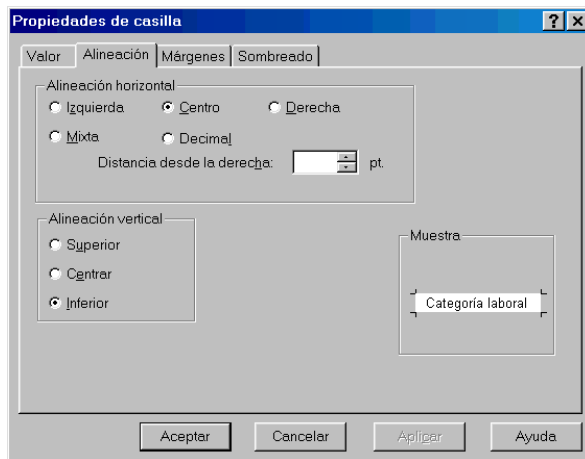 Propiedades de casilla
Valor Alineación Márgenes Sombreado
Alineación horizontal
Izquierda Centro Derecha
Mixta Decimal
Distancia desde la derecha: pt.
Alineación vertical
Superior
Centrar
Inferior
Muestra
Categoría laboral
Aceptar Cancelar Aplicar Ayuda